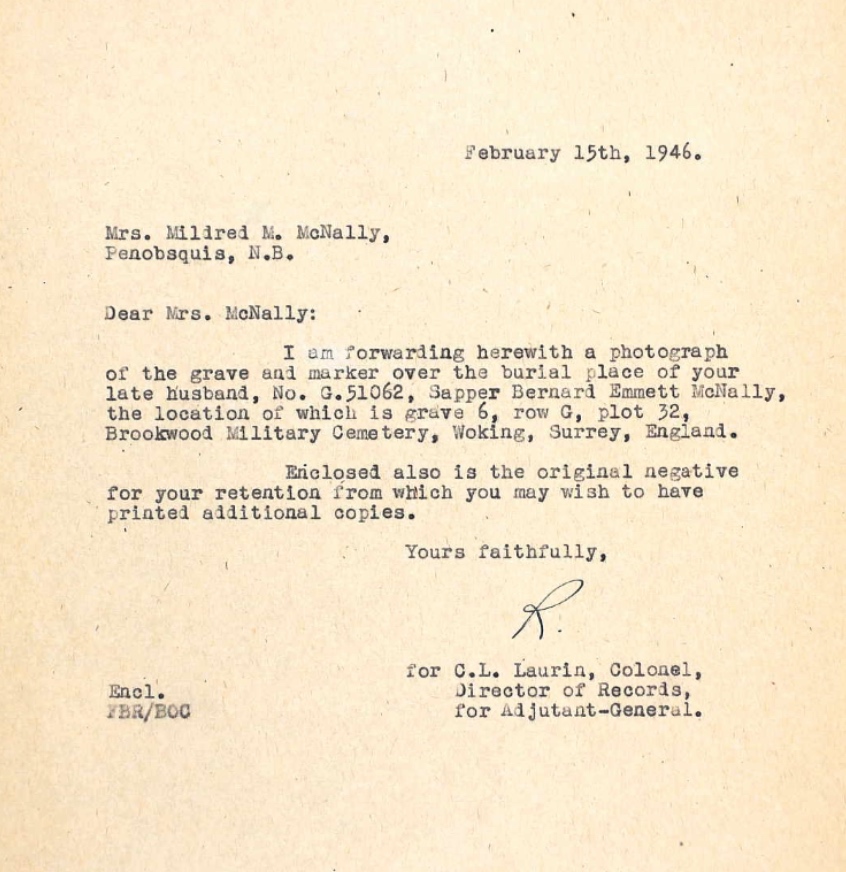 February 15th, 1946.
Mrs. Mildred M. McNally,
Penobsquis, N.B.
Dear Mrs. McNally:
I am forwarding herewith a photograph
of the grave and marker over the burial place of your
late husband, No. G.51062, Sapper Bernard Emmett McNally,
the location of which is grave 6, row G, plot 32,
Brookwood Military Cemetery, Woking, Surrey, England.
Enclosed also is the original negative
for your retention from which you may wish to have
printed additional copies.
Yours faithfully,
R.
for C.L. Laurin, Colonel,
Director of Records,
for Adjutant-General.
Encl.
FBR/BOC